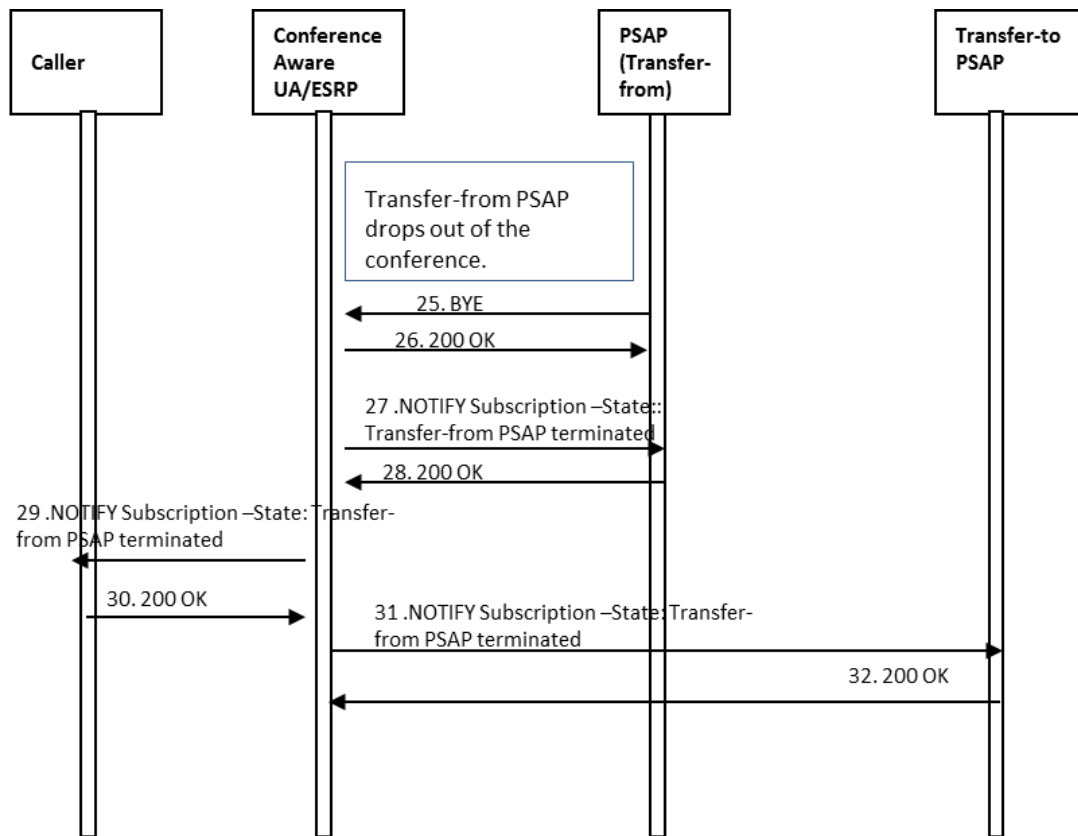 Caller
Conference
Aware
UA/ESRP
PSAP
(Transfer-
from)
Transfer-to
PSAP
Transfer-from PSAP
drops out of the
conference.
25. BYE
26. 200 OK
27 .NOTIFY Subscription –State::
Transfer-from PSAP terminated
28. 200 OK
29 .NOTIFY Subscription –State: Transfer-
from PSAP terminated
30. 200 OK
31 .NOTIFY Subscription –State: Transfer-
from PSAP terminated
32. 200 OK